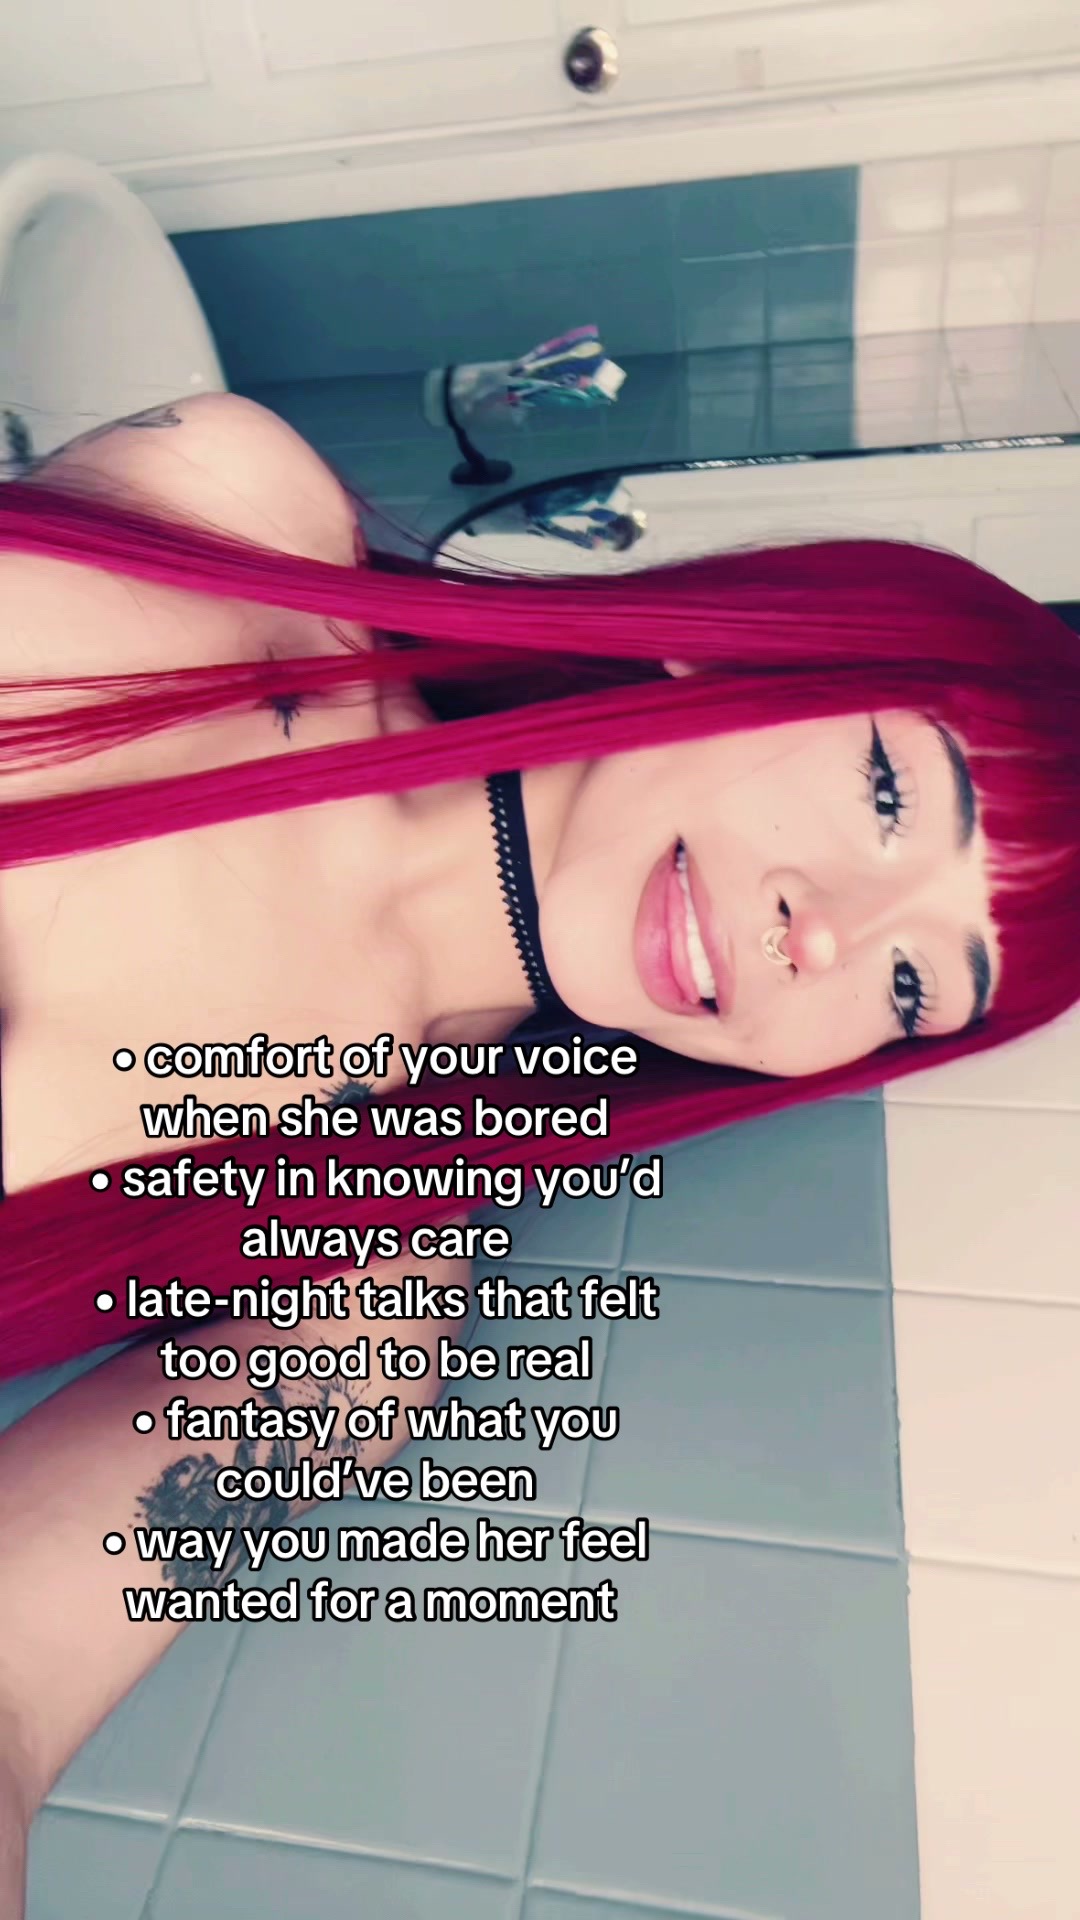 • comfort of your voice
when she was bored
• safety in knowing you’d
always care
• late-night talks that felt
too good to be real
• fantasy of what you
could’ve been
• way you made her feel
wanted for a moment